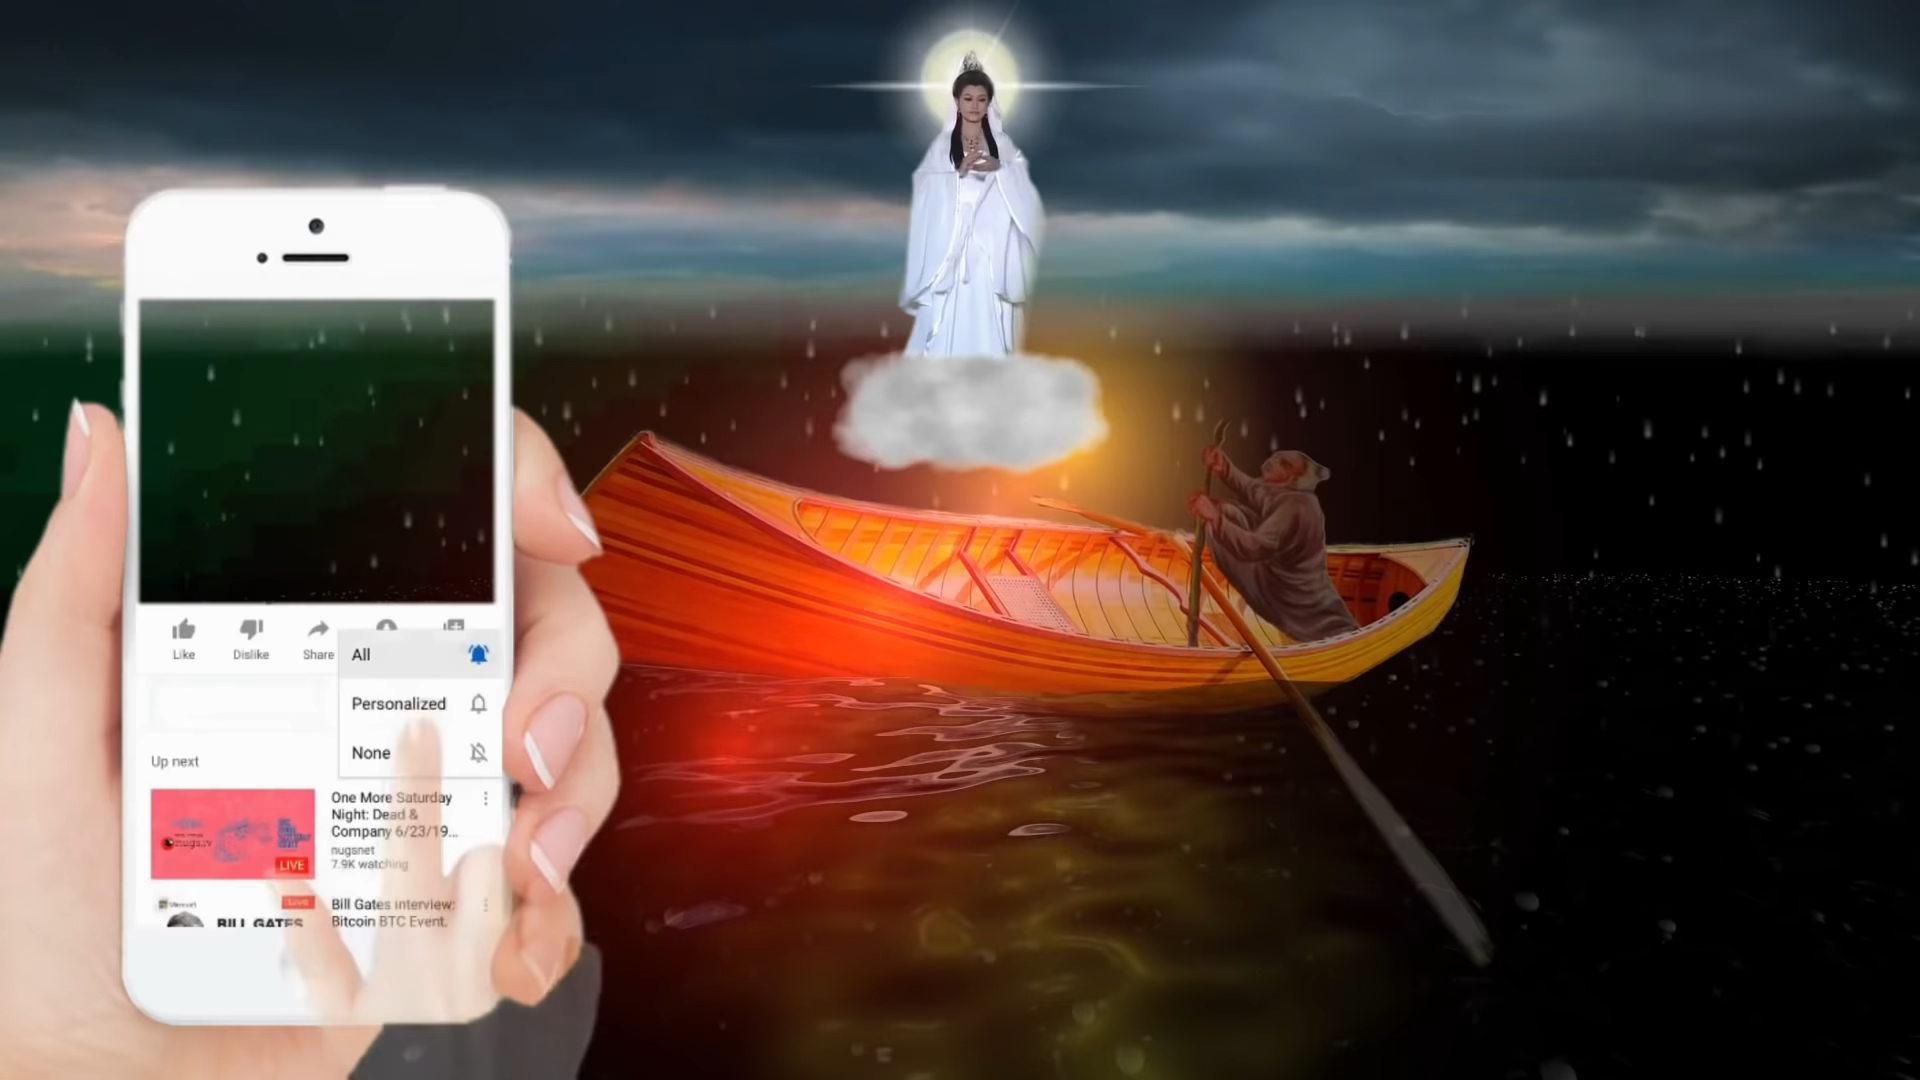 Like
Dislike
Share
All
Personalized
None
Up next
One More Saturday
Night: Dead &
Company 6/23/19...
nugsnet
7.9K watching
LIVE
Live
Bill Gates interview:
Bitcoin BTC Event,
BILL GATES